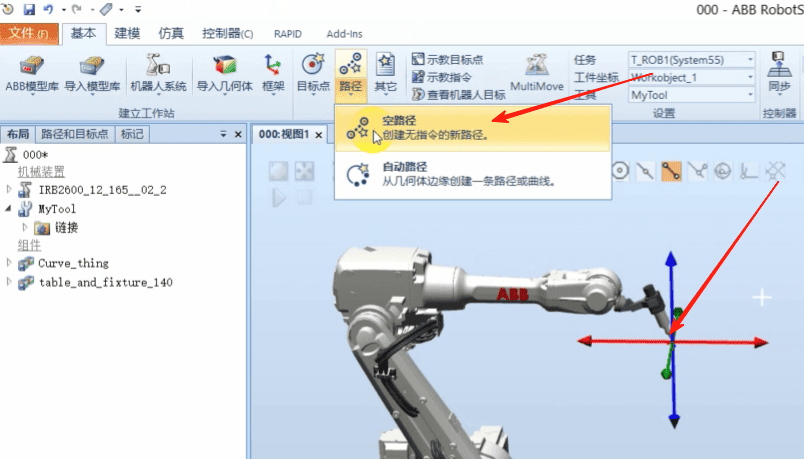 000 - ABB RobotS
文件(F) 基本 建模 仿真 控制器(C) RAPID Add-Ins
ABB模型库 导入模型库 机器人系统 导入几何体 框架 目标点 路径 其它 MultiMove 同步
示教目标点
示教指令
查看机器人目标
任务 T_ROB1(System55)
工件坐标 Workobject_1
工具 MyTool
建立工作站 设置 控制器
布局 路径和目标点 标记
000:视图1
空路径
创建无指令的新路径。
自动路径
从几何体边缘创建一条路径或曲线。
000*
机械装置
IRB2600_12_165__02_2
MyTool
链接
组件
Curve_thing
table_and_fixture_140
ABB